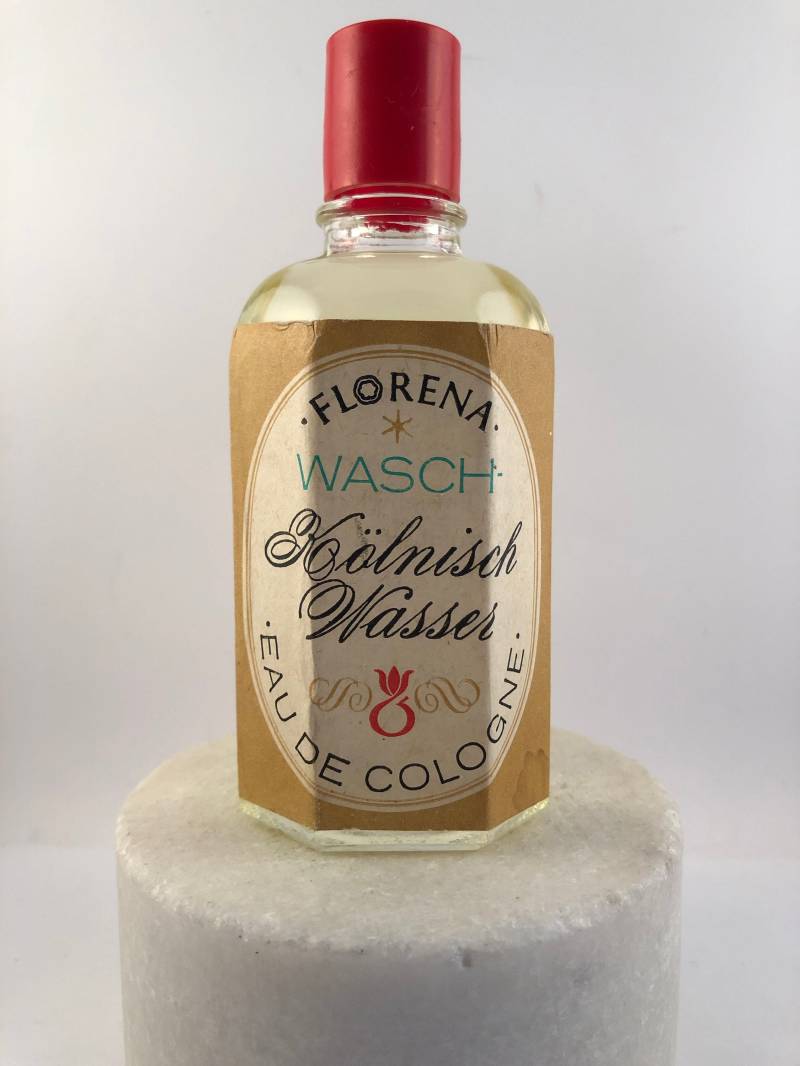 ·FLORENA·
WASCH-
Kölnisch
Wasser
·EAU DE COLOGNE·